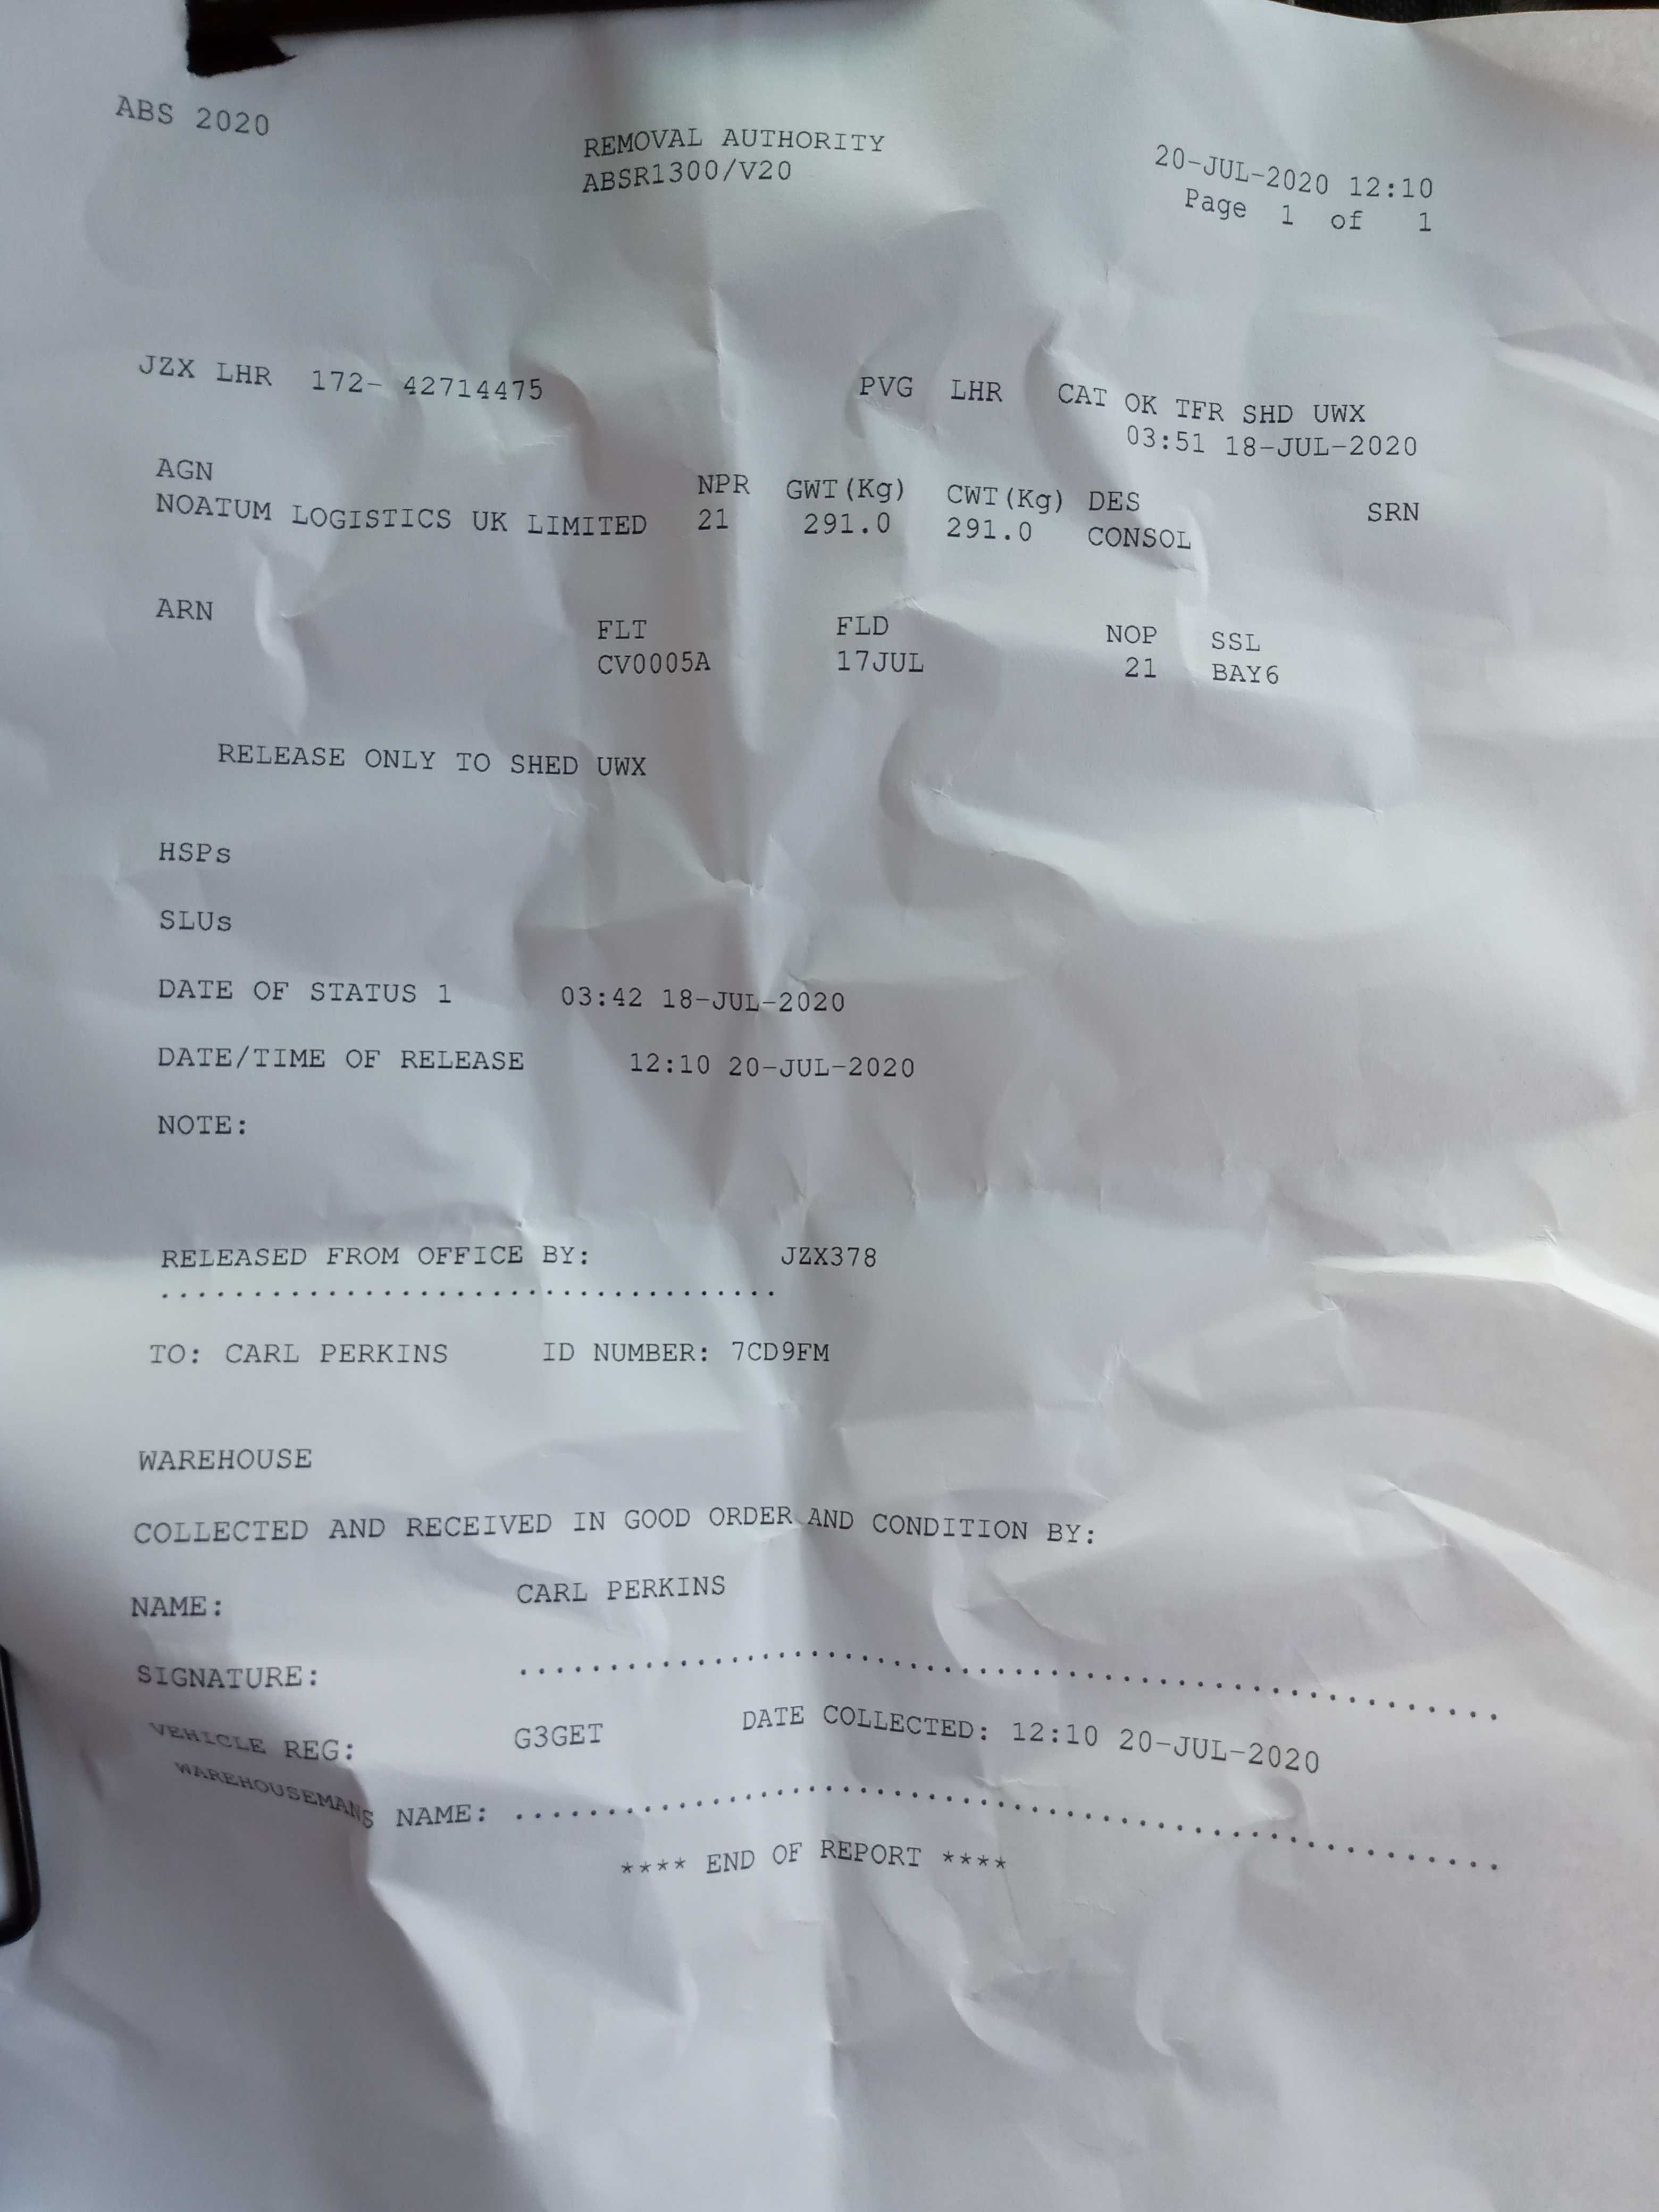 ABS 2020
REMOVAL AUTHORITY
ABSR1300/V20
20-JUL-2020 12:10
Page 1 of 1
JZX LHR 172- 42714475 PVG LHR CAT OK TFR SHD UWX
03:51 18-JUL-2020
AGN NPR GWT(Kg) CWT(Kg) DES SRN
NOATUM LOGISTICS UK LIMITED 21 291.0 291.0 CONSOL
ARN FLT FLD NOP SSL
CV0005A 17JUL 21 BAY6
RELEASE ONLY TO SHED UWX
HSPs
SLUs
DATE OF STATUS 1 03:42 18-JUL-2020
DATE/TIME OF RELEASE 12:10 20-JUL-2020
NOTE:
RELEASED FROM OFFICE BY: JZX378
..................................
TO: CARL PERKINS ID NUMBER: 7CD9FM
WAREHOUSE
COLLECTED AND RECEIVED IN GOOD ORDER AND CONDITION BY:
NAME: CARL PERKINS
SIGNATURE: ......................................................
VEHICLE REG: G3GET DATE COLLECTED: 12:10 20-JUL-2020
WAREHOUSEMANS NAME: ......................................................
**** END OF REPORT ****